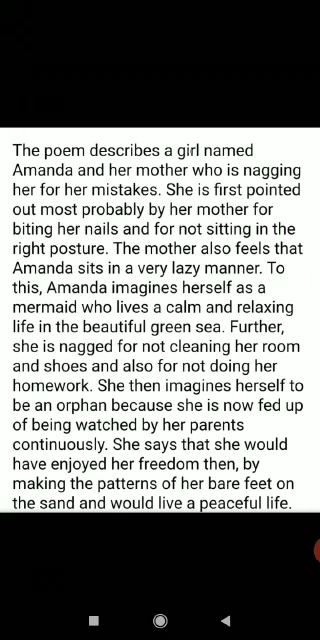 The poem describes a girl named
Amanda and her mother who is nagging
her for her mistakes. She is first pointed
out most probably by her mother for
biting her nails and for not sitting in the
right posture. The mother also feels that
Amanda sits in a very lazy manner. To
this, Amanda imagines herself as a
mermaid who lives a calm and relaxing
life in the beautiful green sea. Further,
she is nagged for not cleaning her room
and shoes and also for not doing her
homework. She then imagines herself to
be an orphan because she is now fed up
of being watched by her parents
continuously. She says that she would
have enjoyed her freedom then, by
making the patterns of her bare feet on
the sand and would live a peaceful life.